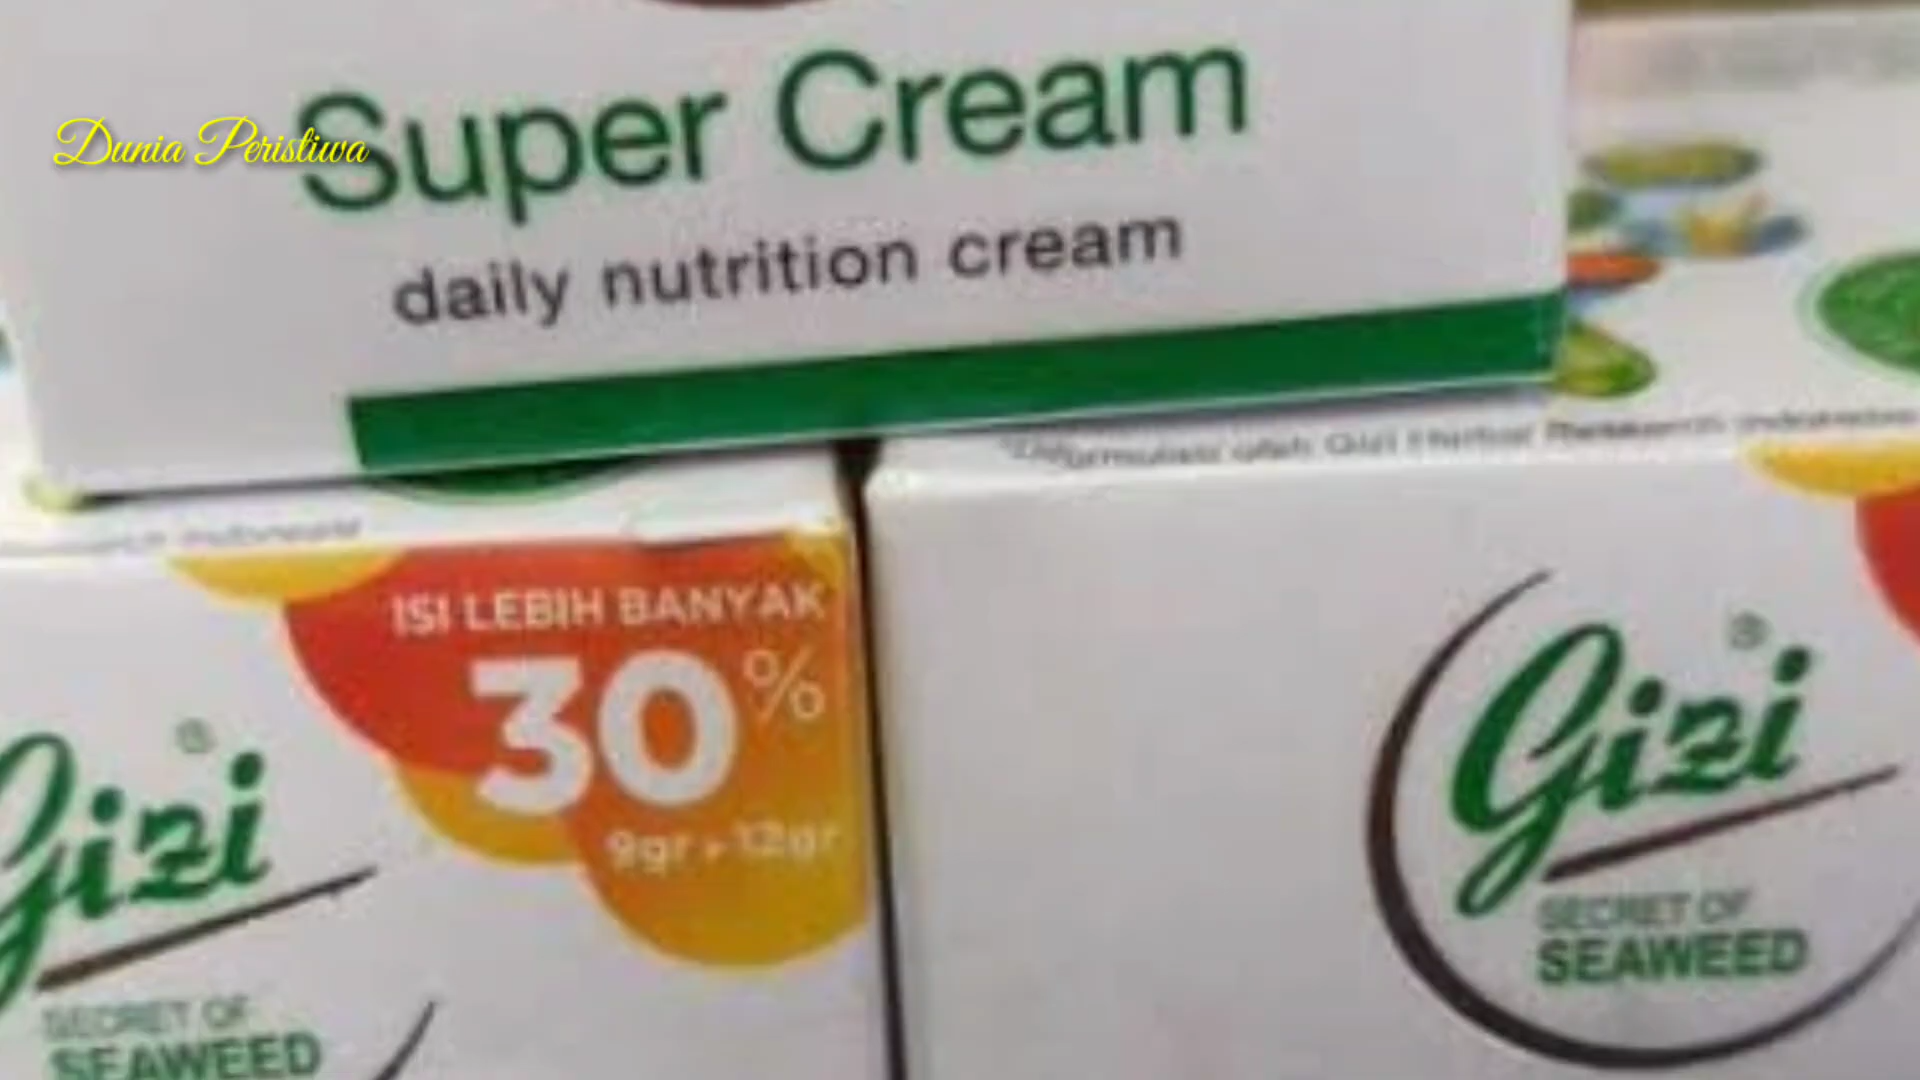 Dunia Peristiwa
Super Cream
daily nutrition cream
ISI LEBIH BANYAK
30%
9gr 12gr
Gizi
SECRET OF
SEAWEED
Gizi
SECRET OF
SEAWEED